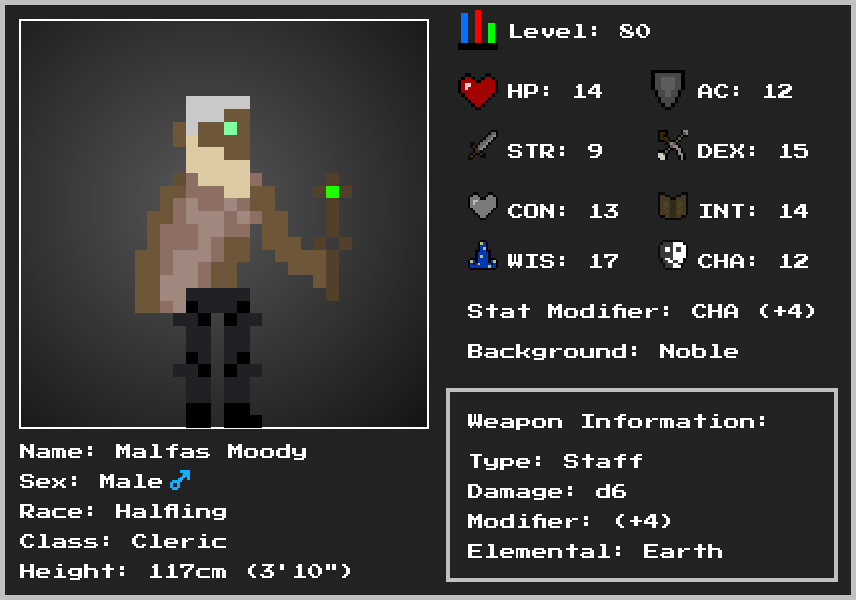 Level: 80
HP: 14
AC: 12
STR: 9
DEX: 15
CON: 13
INT: 14
WIS: 17
CHA: 12
Stat Modifier: CHA (+4)
Background: Noble
Weapon Information:
Type: Staff
Damage: d6
Modifier: (+4)
Elemental: Earth
Name: Malfas Moody
Sex: Male♂
Race: Halfling
Class: Cleric
Height: 117cm (3'10")